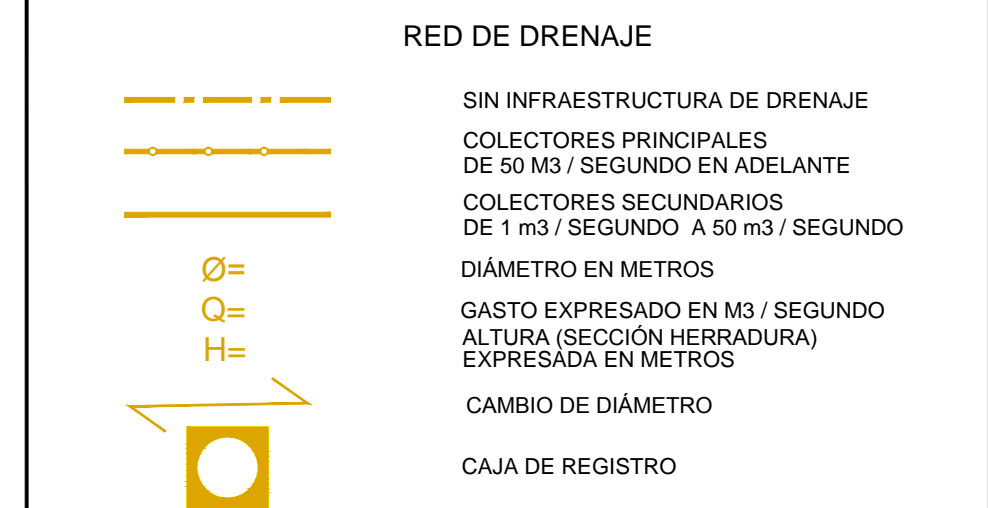 RED DE DRENAJE
SIN INFRAESTRUCTURA DE DRENAJE
COLECTORES PRINCIPALES
DE 50 M3 / SEGUNDO EN ADELANTE
COLECTORES SECUNDARIOS
DE 1 m3 / SEGUNDO A 50 m3 / SEGUNDO
Ø= DIÁMETRO EN METROS
Q= GASTO EXPRESADO EN M3 / SEGUNDO
H= ALTURA (SECCIÓN HERRADURA)
EXPRESADA EN METROS
CAMBIO DE DIÁMETRO
CAJA DE REGISTRO